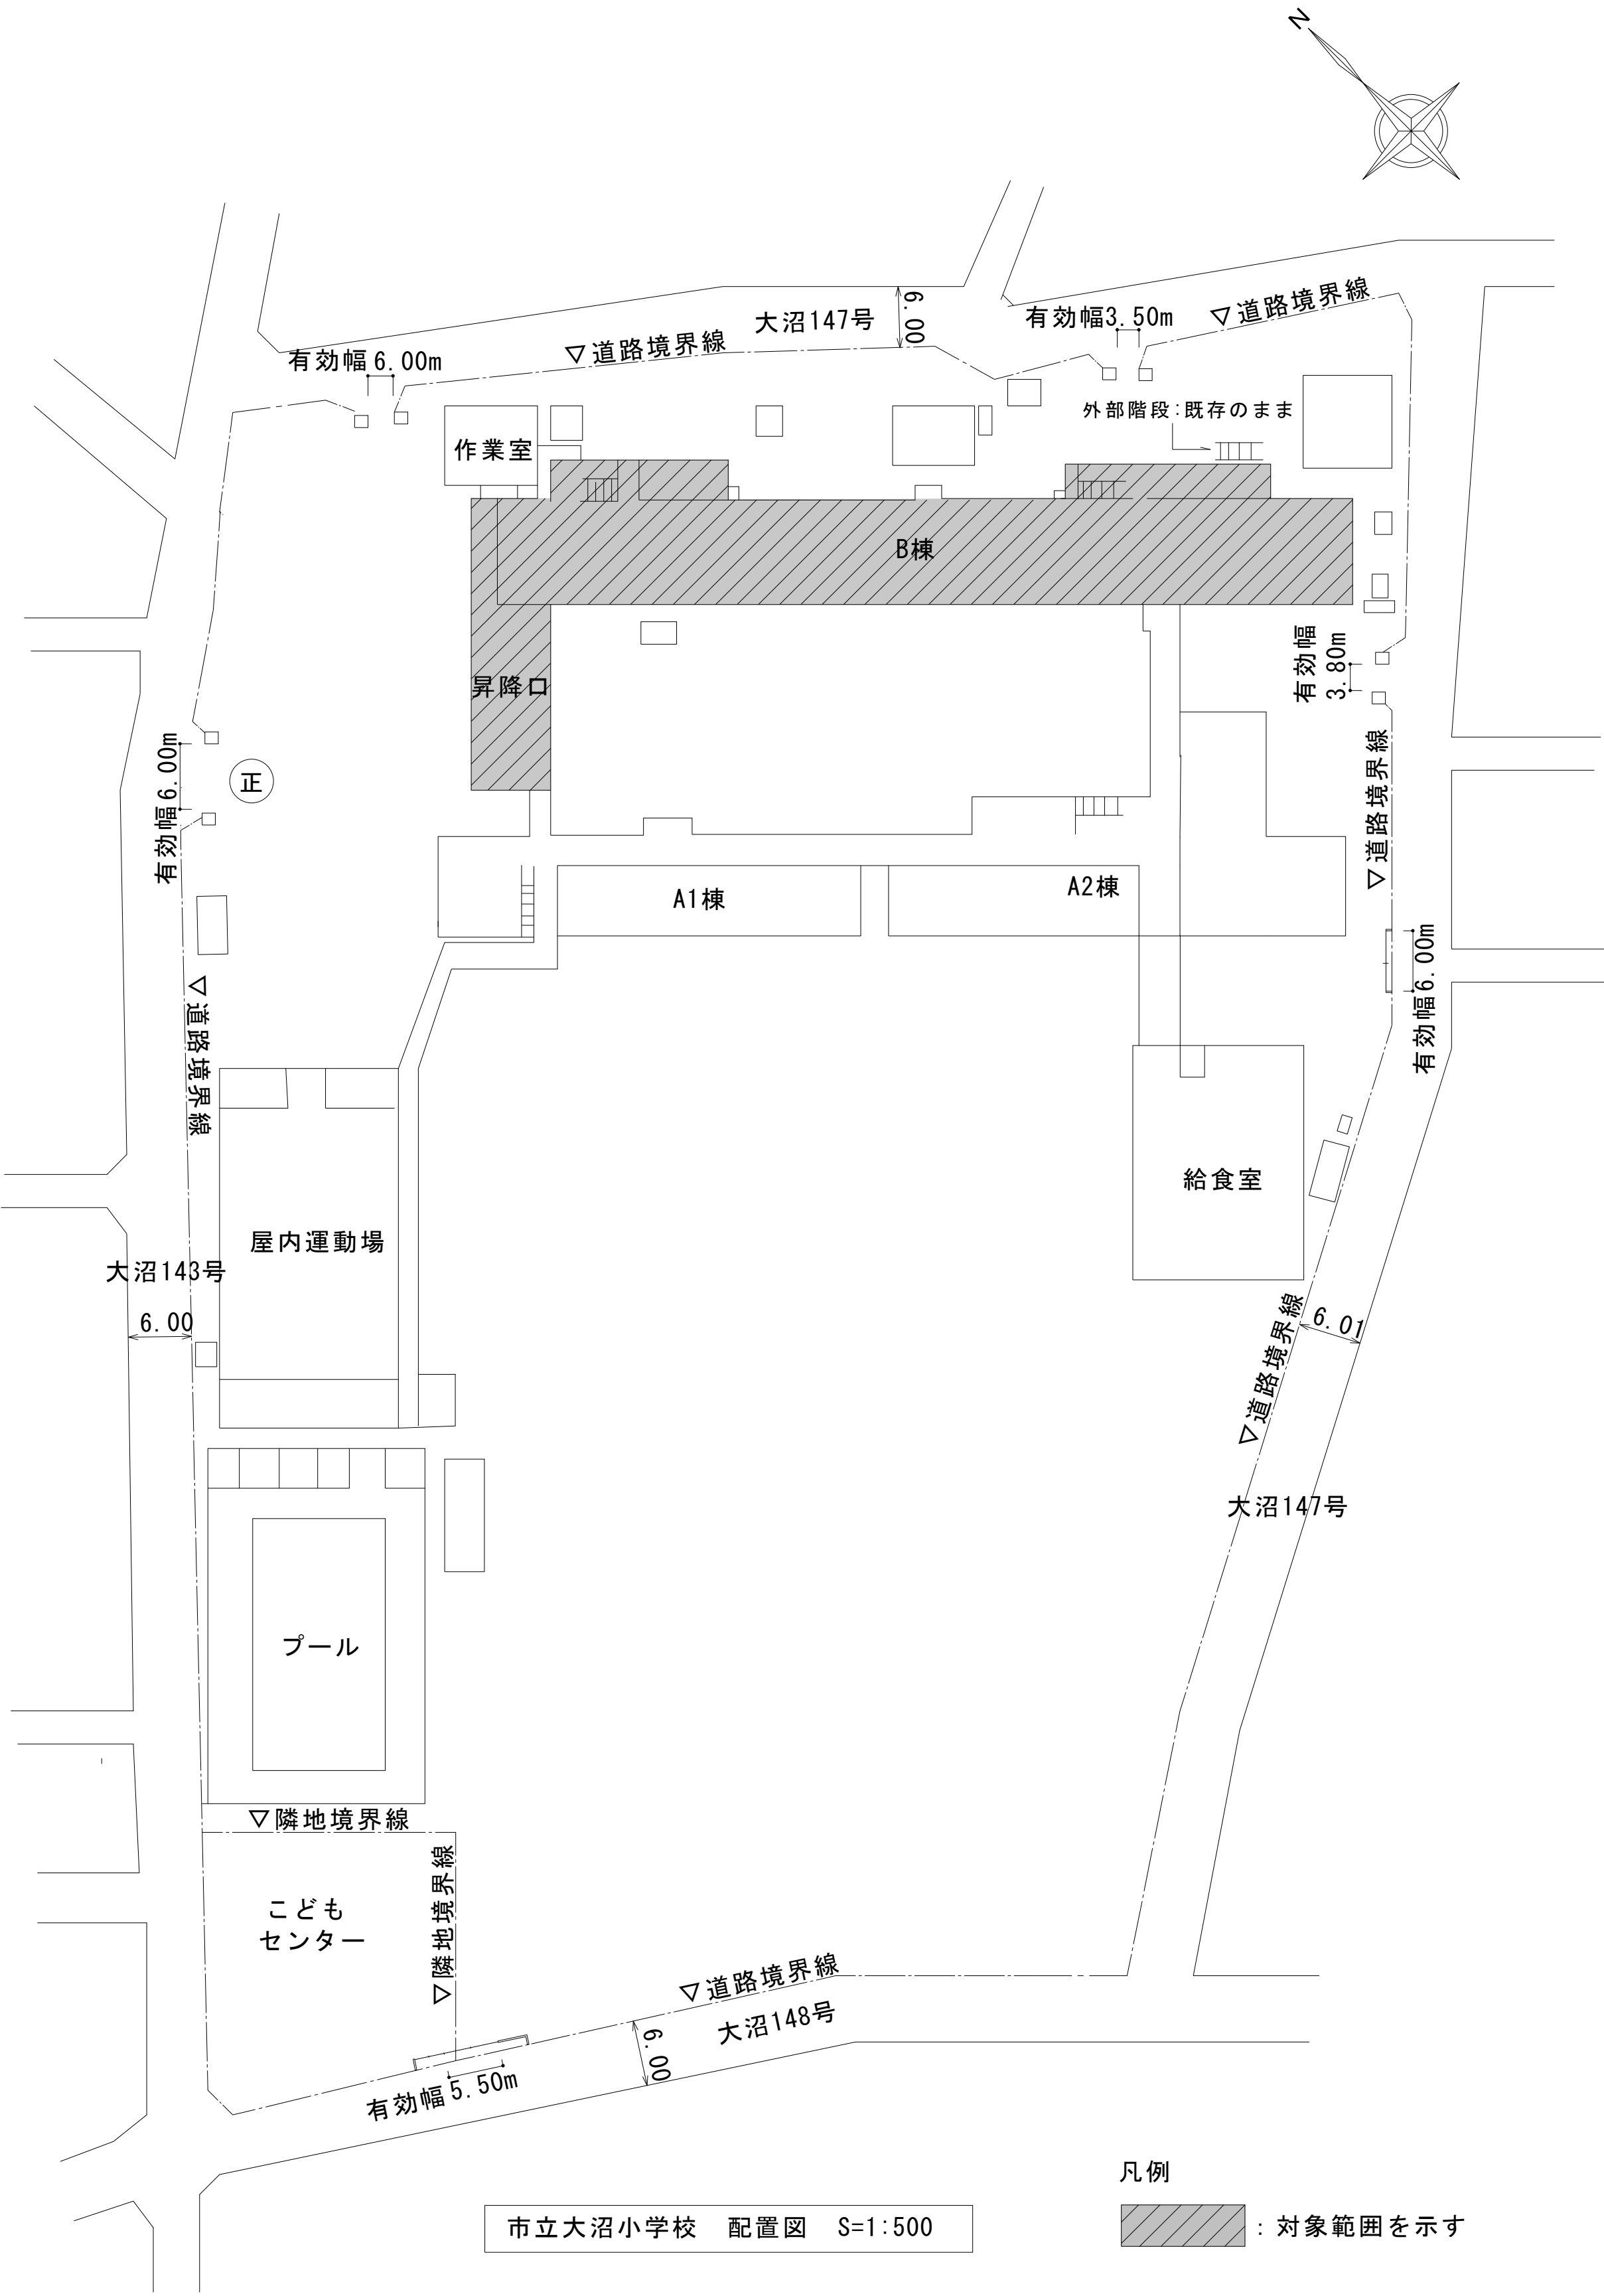 N
大沼147号
6.00
有効幅3.50m
▽道路境界線
▽道路境界線
有効幅6.00m
外部階段:既存のまま
作業室
B棟
昇降口
有効幅
3.80m
有効幅6.00m
正
▽道路境界線
A1棟
A2棟
有効幅6.00m
▽道路境界線
給食室
屋内運動場
大沼143号
6.00
6.01
▽道路境界線
大沼147号
プール
▽隣地境界線
▽隣地境界線
こども
センター
▽道路境界線
大沼148号
6.00
有効幅5.50m
凡例
:対象範囲を示す
市立大沼小学校　配置図　S=1:500